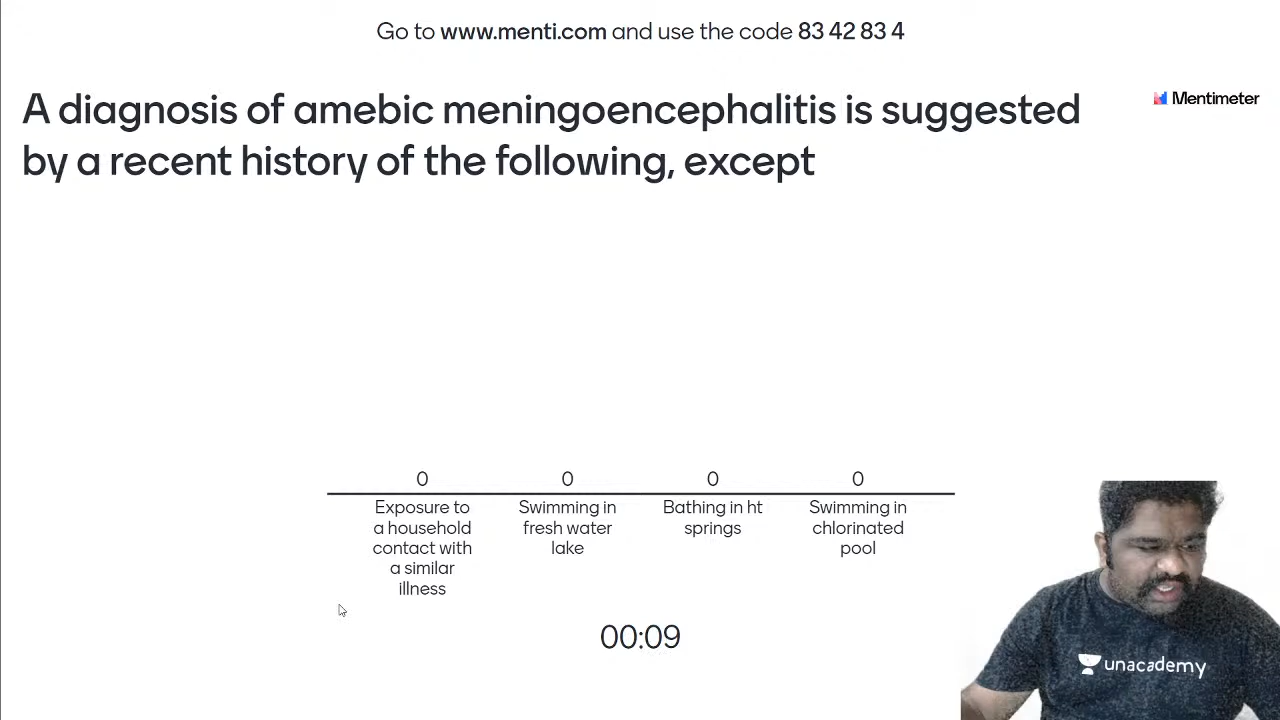 Go to www.menti.com and use the code 83 42 83 4
A diagnosis of amebic meningoencephalitis is suggested
by a recent history of the following, except
Mentimeter
0
0
0
0
Exposure to
a household
contact with
a similar
illness
Swimming in
fresh water
lake
Bathing in ht
springs
Swimming in
chlorinated
pool
00:09
unacademy